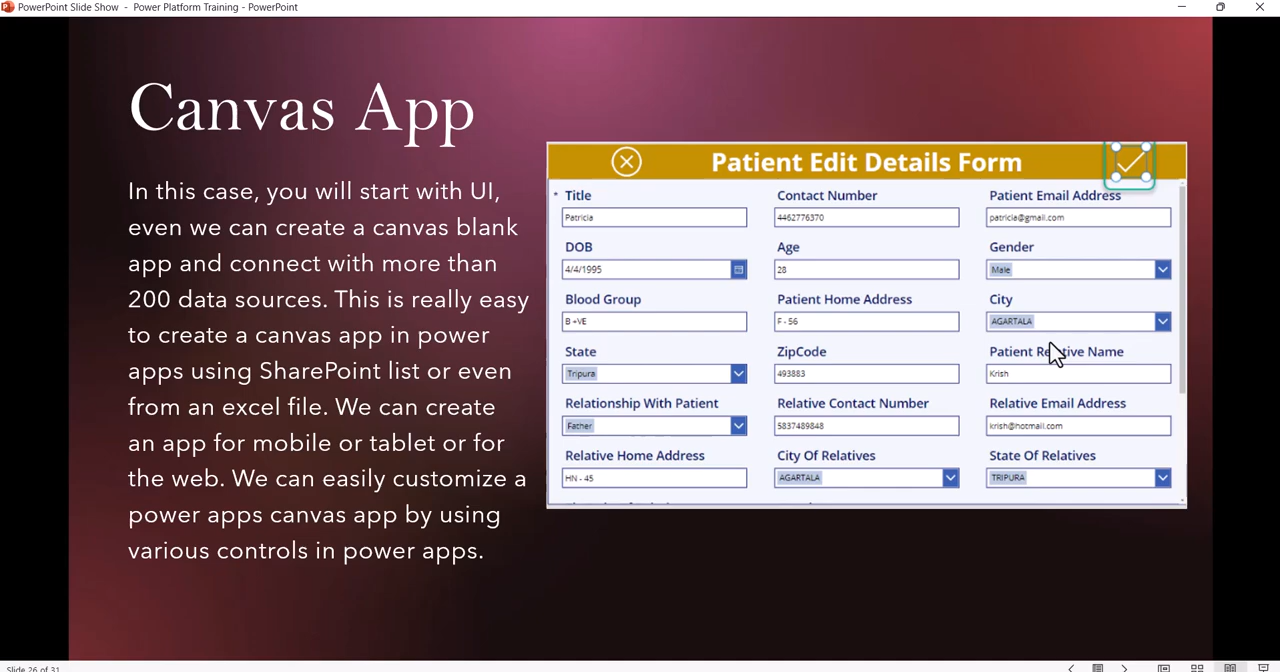 PowerPoint Slide Show - Power Platform Training - PowerPoint
Canvas App
In this case, you will start with UI,
even we can create a canvas blank
app and connect with more than
200 data sources. This is really easy
to create a canvas app in power
apps using SharePoint list or even
from an excel file. We can create
an app for mobile or tablet or for
the web. We can easily customize a
power apps canvas app by using
various controls in power apps.
Patient Edit Details Form
* Title Contact Number Patient Email Address
Patricia 4462776370 patricia@gmail.com
DOB Age Gender
4/4/1995 28 Male
Blood Group Patient Home Address City
B +VE F - 56 AGARTALA
State ZipCode Patient Name
Tripura 493883 Krish
Relationship With Patient Relative Contact Number Relative Email Address
Father 5837489848 krish@hotmail.com
Relative Home Address City Of Relatives State Of Relatives
HN - 45 AGARTALA TRIPURA
Slide 26 of 31